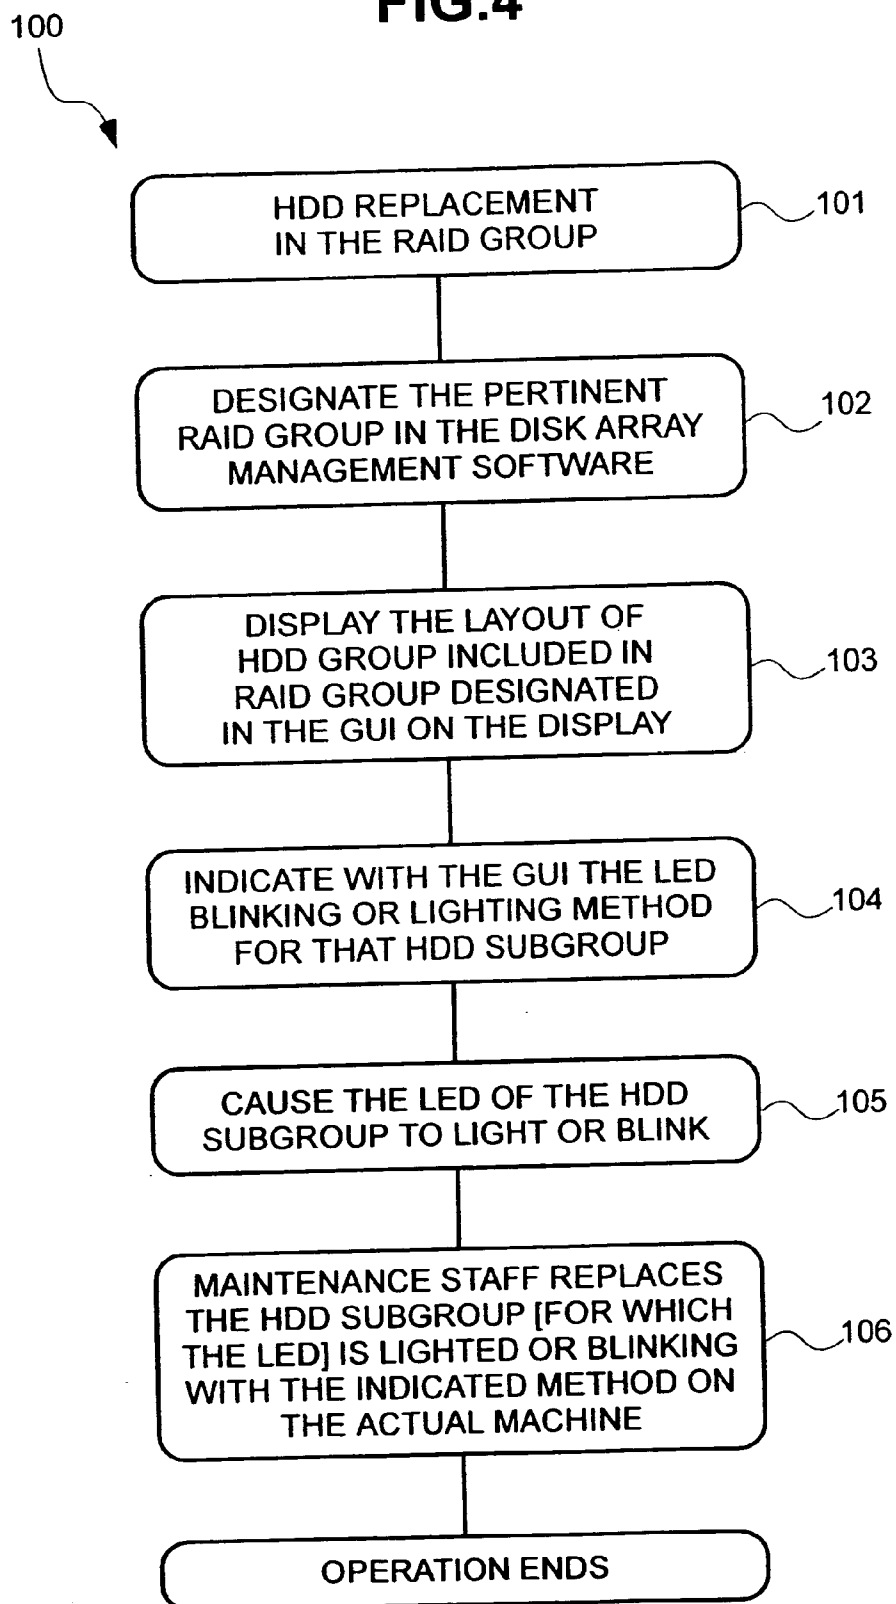 FIG.4
100
HDD REPLACEMENT
IN THE RAID GROUP
101
DESIGNATE THE PERTINENT
RAID GROUP IN THE DISK ARRAY
MANAGEMENT SOFTWARE
102
DISPLAY THE LAYOUT OF
HDD GROUP INCLUDED IN
RAID GROUP DESIGNATED
IN THE GUI ON THE DISPLAY
103
INDICATE WITH THE GUI THE LED
BLINKING OR LIGHTING METHOD
FOR THAT HDD SUBGROUP
104
CAUSE THE LED OF THE HDD
SUBGROUP TO LIGHT OR BLINK
105
MAINTENANCE STAFF REPLACES
THE HDD SUBGROUP [FOR WHICH
THE LED] IS LIGHTED OR BLINKING
WITH THE INDICATED METHOD ON
THE ACTUAL MACHINE
106
OPERATION ENDS